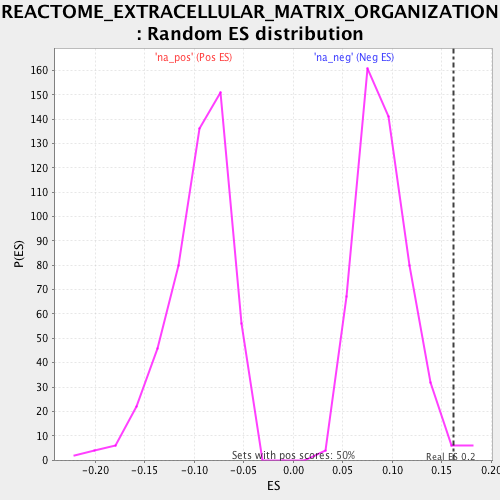 REACTOME_EXTRACELLULAR_MATRIX_ORGANIZATION
: Random ES distribution
'na_pos' (Pos ES) 'na_neg' (Neg ES)
160
150
140
130
120
110
100
90
80
70
60
50
40
30
20
10
0
P(ES)
Sets with pos scores: 50%
Real ES 0.2
-0.20 -0.15 -0.10 -0.05 0.00 0.05 0.10 0.15 0.20
ES